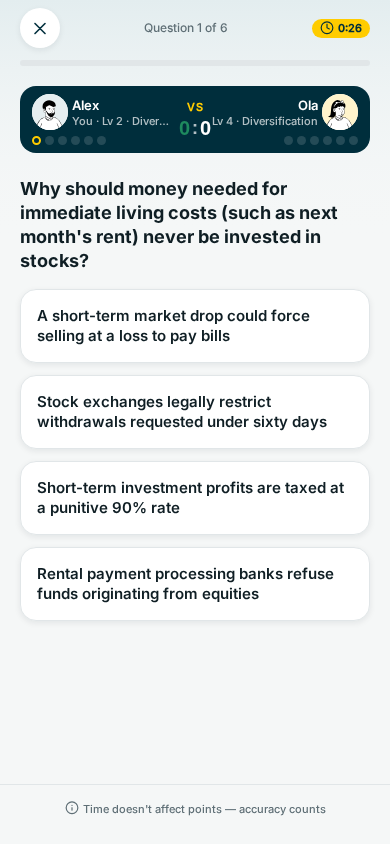 Question 1 of 6
0:26
Alex
You · Lv 2 · Diver...
VS
0:0
Ola
Lv 4 · Diversification
Why should money needed for
immediate living costs (such as next
month's rent) never be invested in
stocks?
A short-term market drop could force
selling at a loss to pay bills
Stock exchanges legally restrict
withdrawals requested under sixty days
Short-term investment profits are taxed at
a punitive 90% rate
Rental payment processing banks refuse
funds originating from equities
Time doesn't affect points — accuracy counts